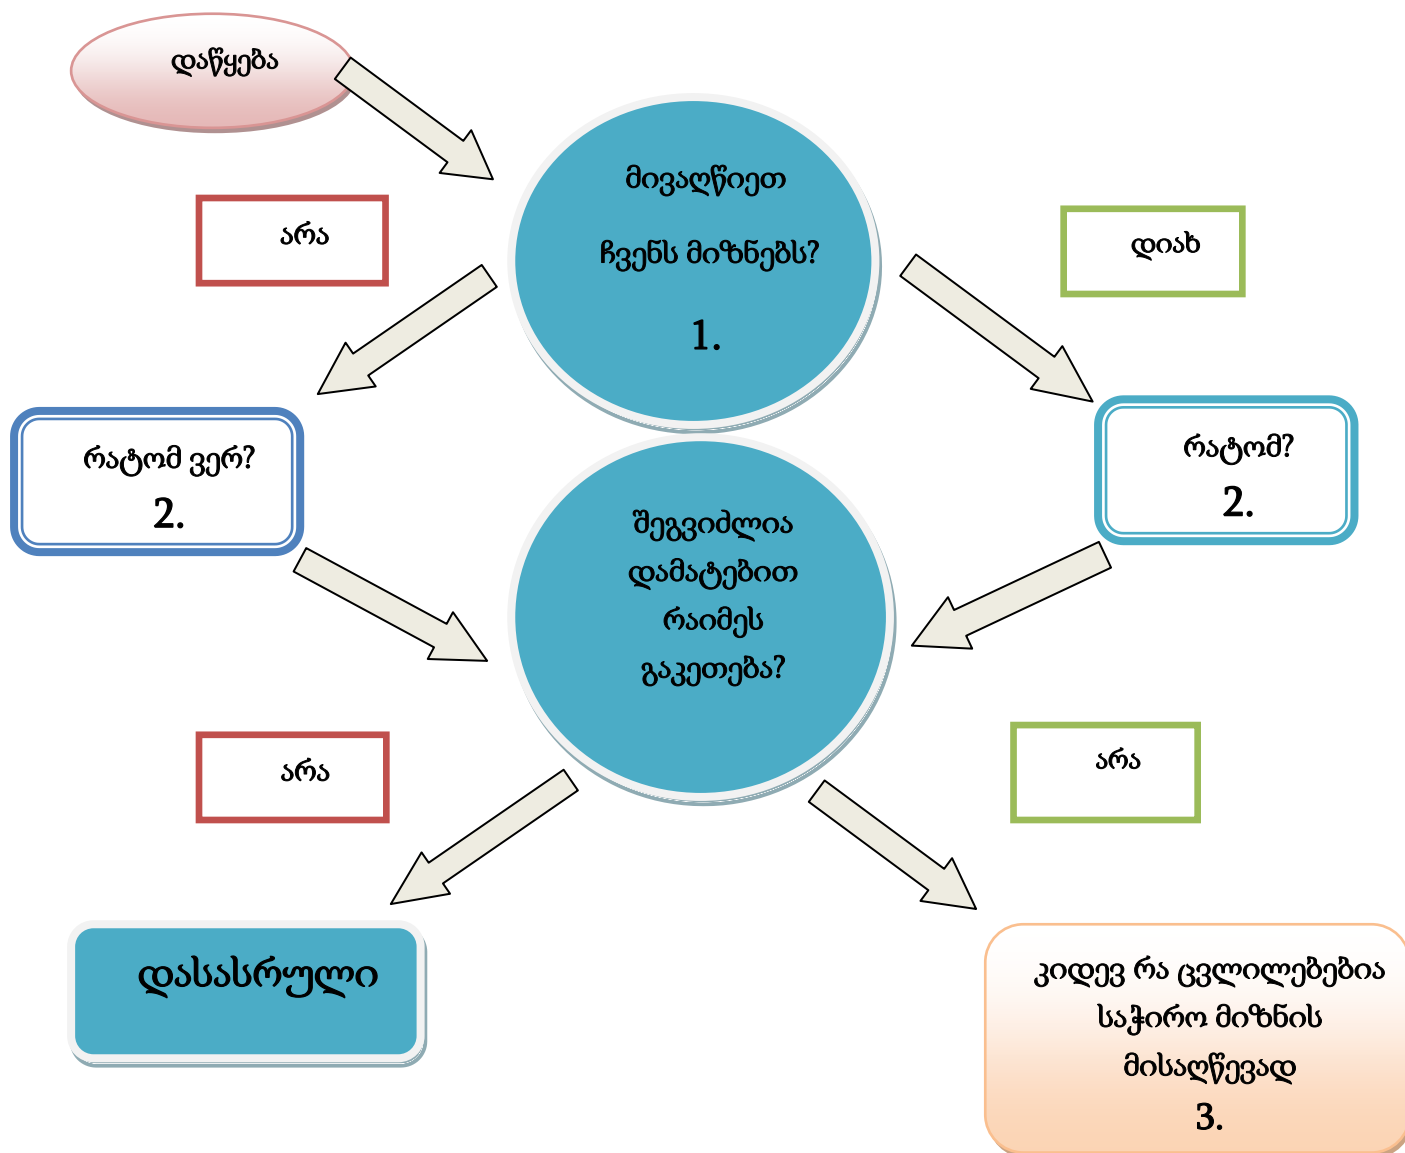 დაწყება
მივაღწიეთ
ჩვენს მიზნებს?
1.
არა
დიახ
რატომ ვერ?
2.
რატომ?
2.
შეგვიძლია
დამატებით
რაიმეს
გაკეთება?
არა
არა
დასასრული
კიდევ რა ცვლილებებია
საჭირო მიზნის
მისაღწევად
3.